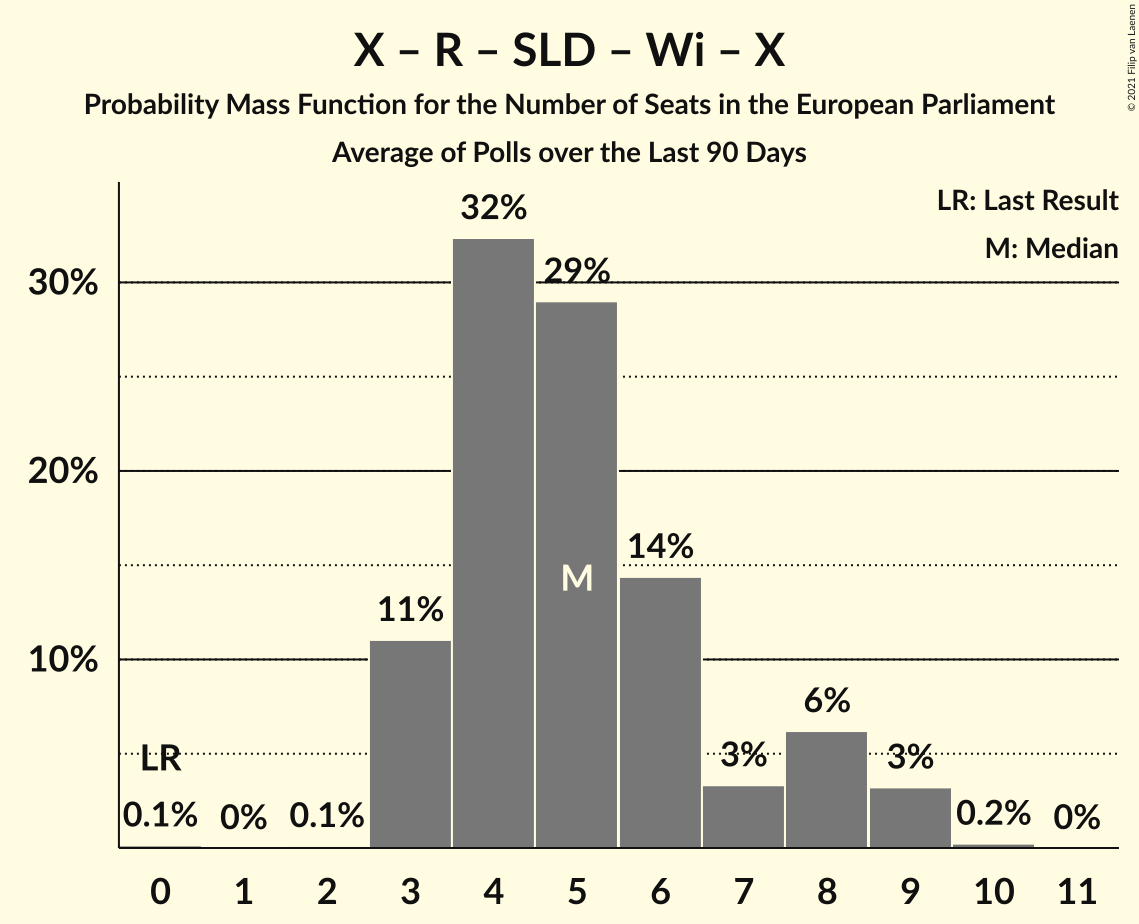 X – R – SLD – Wi – X
Probability Mass Function for the Number of Seats in the European Parliament
Average of Polls over the Last 90 Days
© 2021 Filip van Laenen
LR: Last Result
M: Median
30%
20%
10%
0.1%
0%
0.1%
11%
32%
29%
14%
3%
6%
3%
0.2%
0%
LR
M
0 1 2 3 4 5 6 7 8 9 10 11